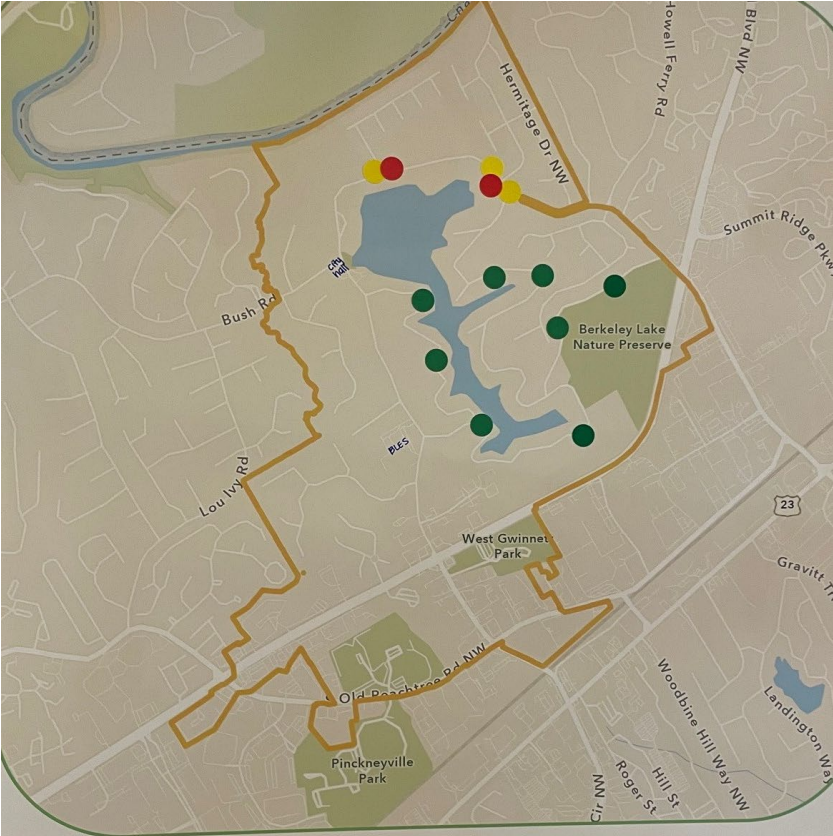 Howell Ferry Rd
Blvd NW
Hermitage Dr NW
Summit Ridge Pkwy
City
Hall
Bush Rd
Berkeley Lake
Nature Preserve
BLES
Lou Ivy Rd
23
West Gwinnet
Park
Gravitt
Old Peachtree Rd NW
Woodbine Hill Way NW
Landington Way
Pinckneyville
Park
Hill St
Roger St
Cir NW